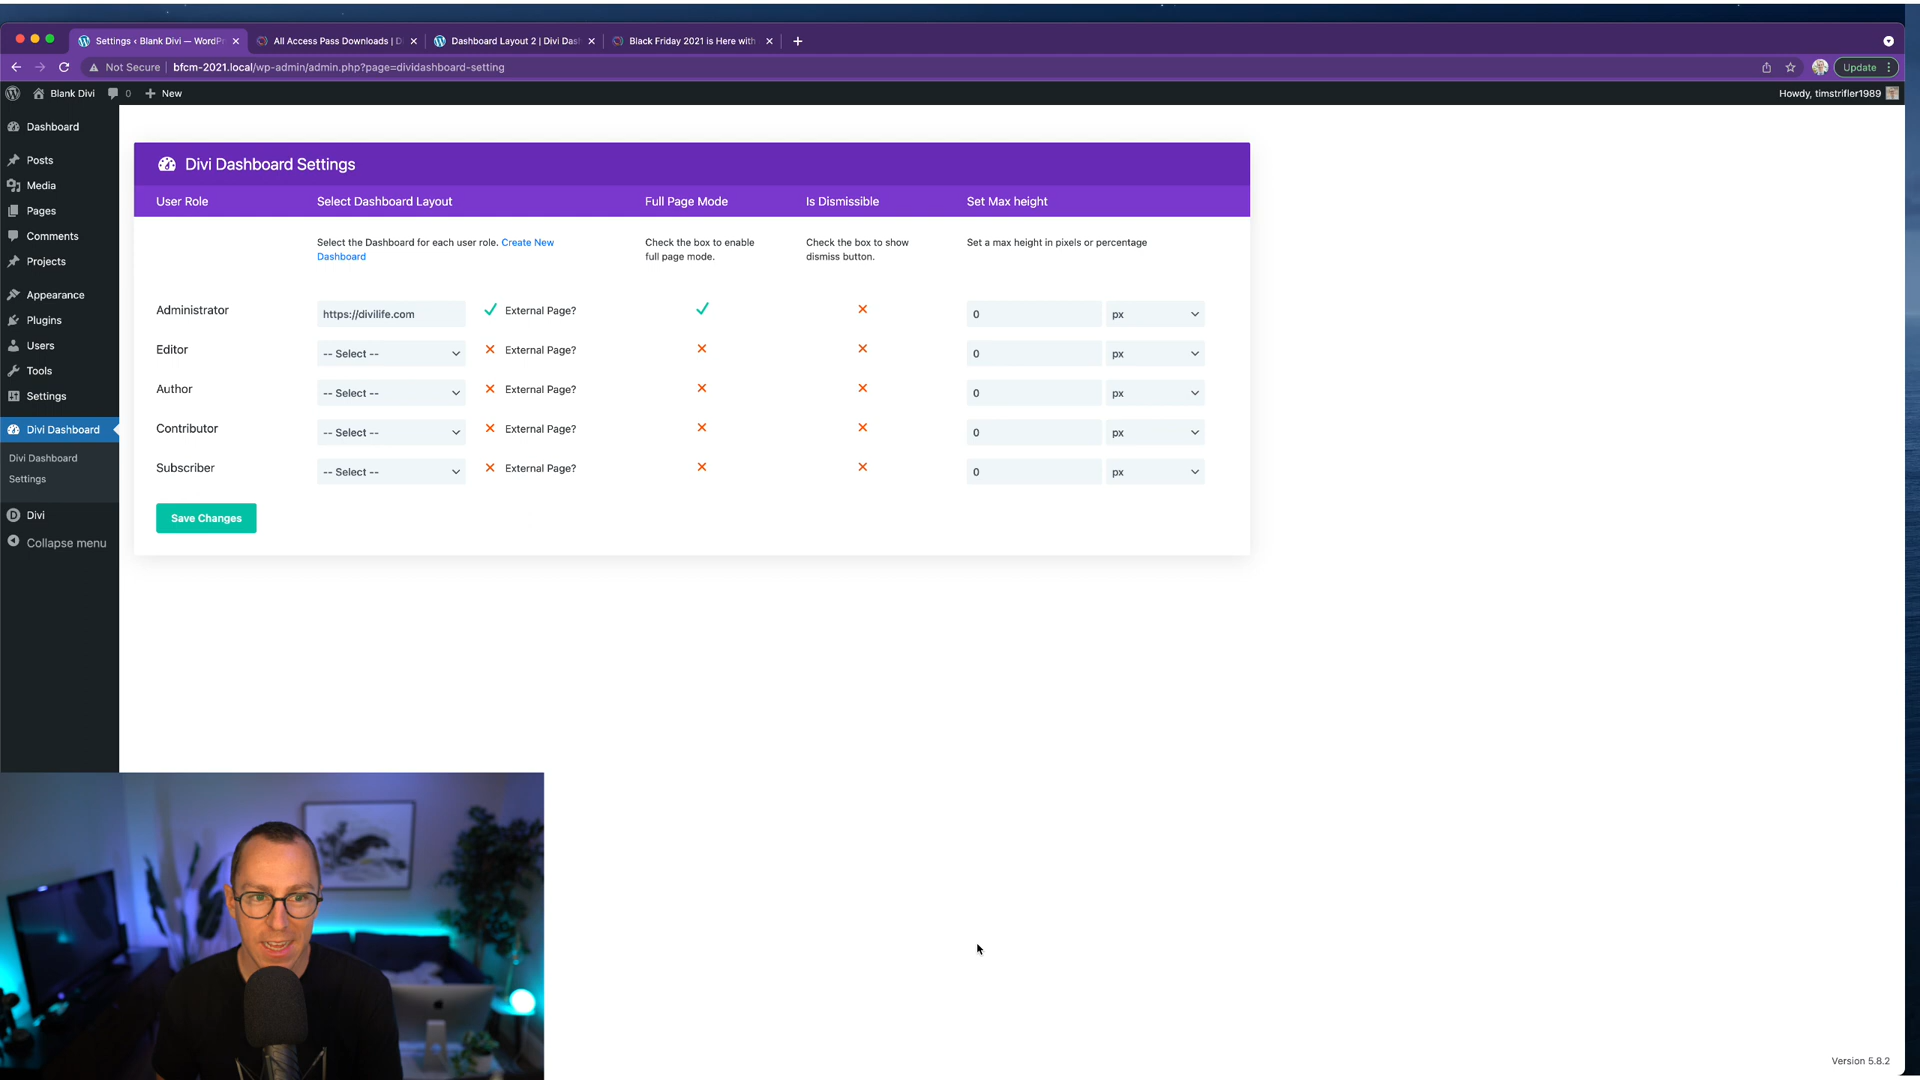 Settings ‹ Blank Divi — WordPr
All Access Pass Downloads | D
Dashboard Layout 2 | Divi Das
Black Friday 2021 is Here with
Not Secure
bfcm-2021.local/wp-admin/admin.php?page=dividashboard-setting
Update
Blank Divi
0
New
Howdy, timstrifler1989
Dashboard
Posts
Media
Pages
Comments
Projects
Appearance
Plugins
Users
Tools
Settings
Divi Dashboard
Divi Dashboard
Settings
Divi
Collapse menu
Divi Dashboard Settings
User Role Select Dashboard Layout Full Page Mode Is Dismissible Set Max height
Select the Dashboard for each user role. Create New Check the box to enable Check the box to show Set a max height in pixels or percentage
Dashboard full page mode. dismiss button.
Administrator https://divilife.com External Page? 0 px
Editor -- Select -- External Page? 0 px
Author -- Select -- External Page? 0 px
Contributor -- Select -- External Page? 0 px
Subscriber -- Select -- External Page? 0 px
Save Changes
Version 5.8.2